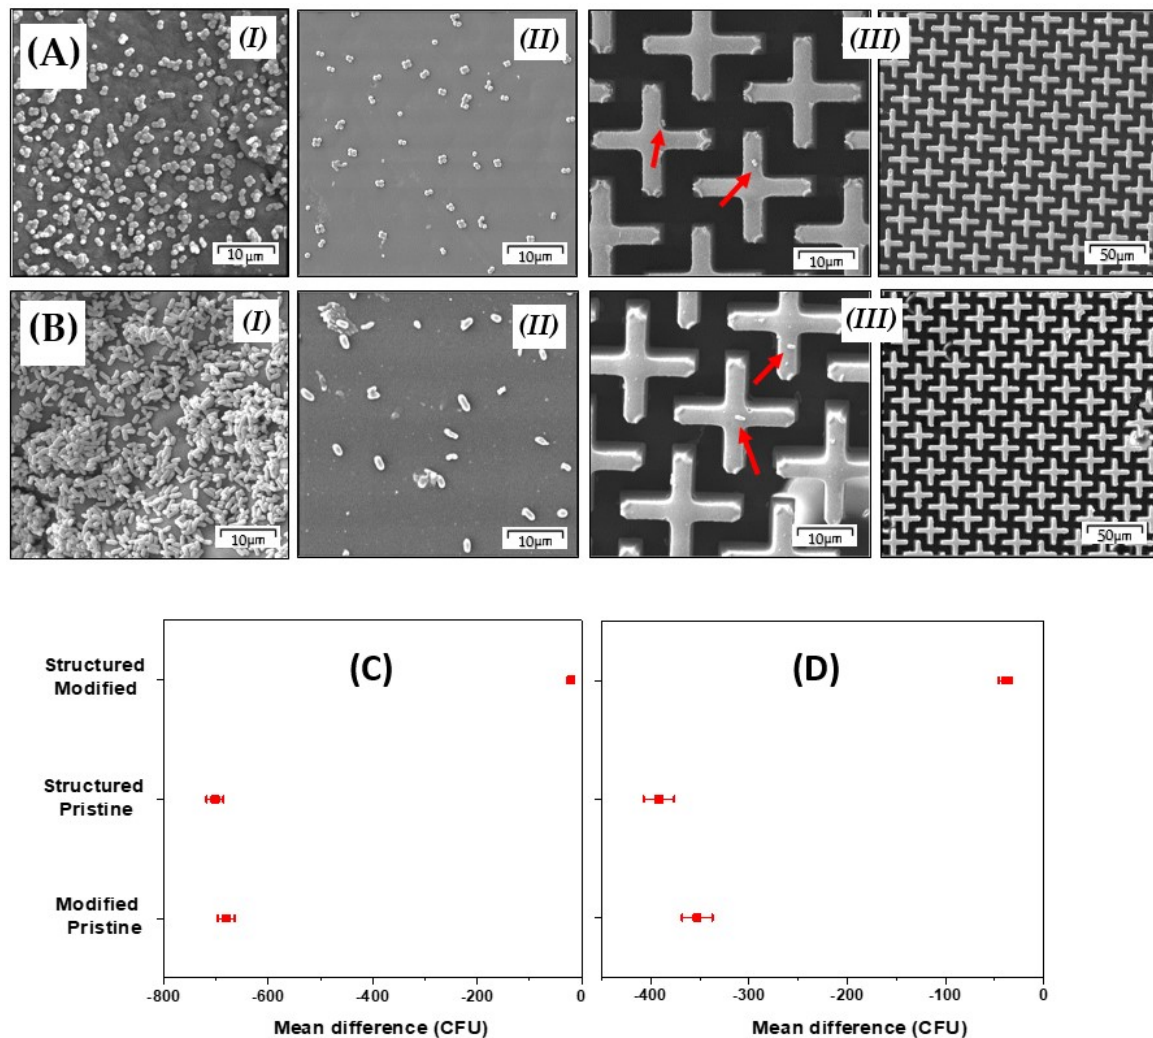 (A)
(I)
(II)
(III)
10µm
10µm
10µm
50µm
(B)
(I)
(II)
(III)
10µm
10µm
10µm
50µm
(C)
(D)
Structured
Modified
Structured
Pristine
Modified
Pristine
-800
-600
-400
-200
0
-400
-300
-200
-100
0
Mean difference (CFU)
Mean difference (CFU)